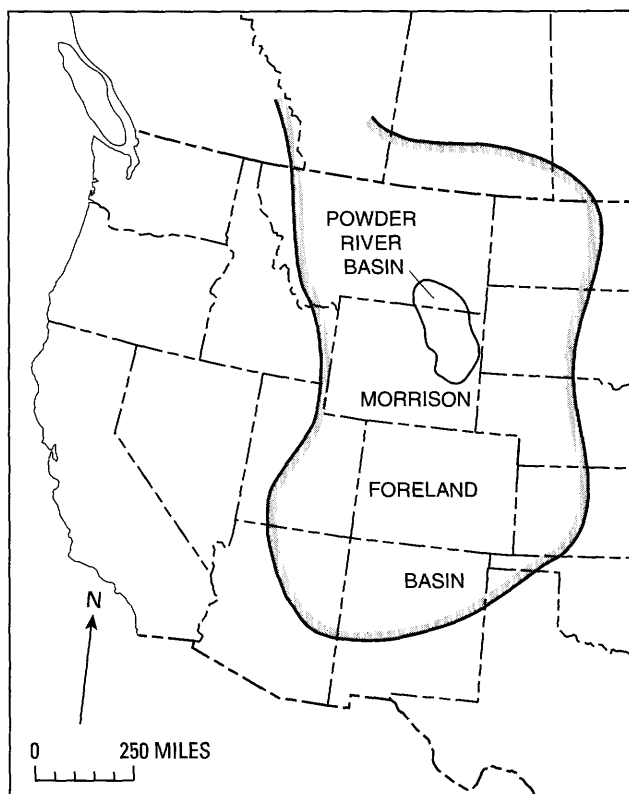 POWDER
RIVER
BASIN
MORRISON
FORELAND
BASIN
N
0 250 MILES